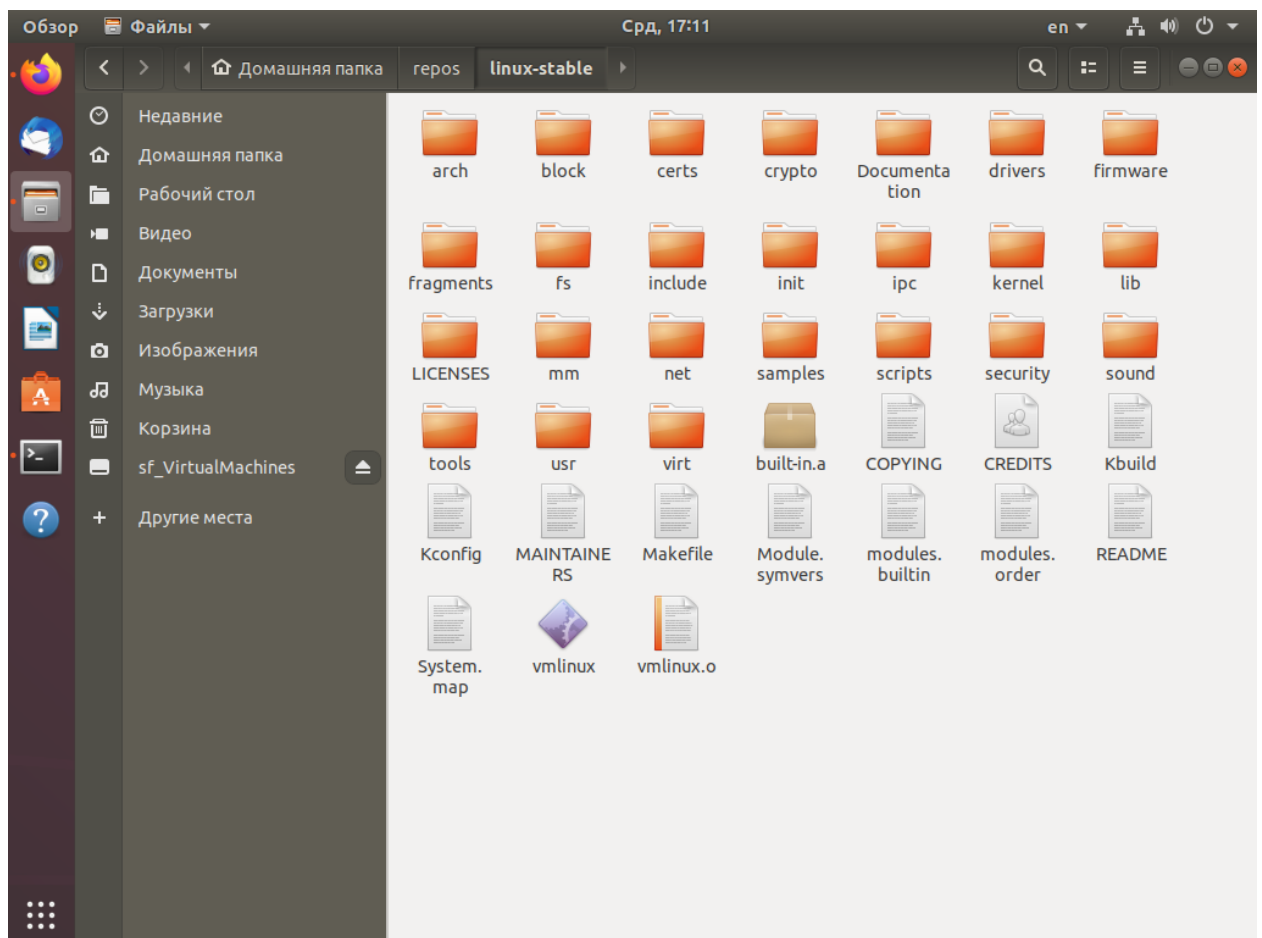 Обзор Файлы Срд, 17:11 en
Домашняя папка repos linux-stable
Недавние
Домашняя папка
Рабочий стол
Видео
Документы
Загрузки
Изображения
Музыка
Корзина
sf_VirtualMachines
Другие места
arch block certs crypto Documenta drivers firmware
tion
fragments fs include init ipc kernel lib
LICENSES mm net samples scripts security sound
tools usr virt built-in.a COPYING CREDITS Kbuild
Kconfig MAINTAINE Makefile Module. modules. modules. README
RS symvers builtin order
System. vmlinux vmlinux.o
map